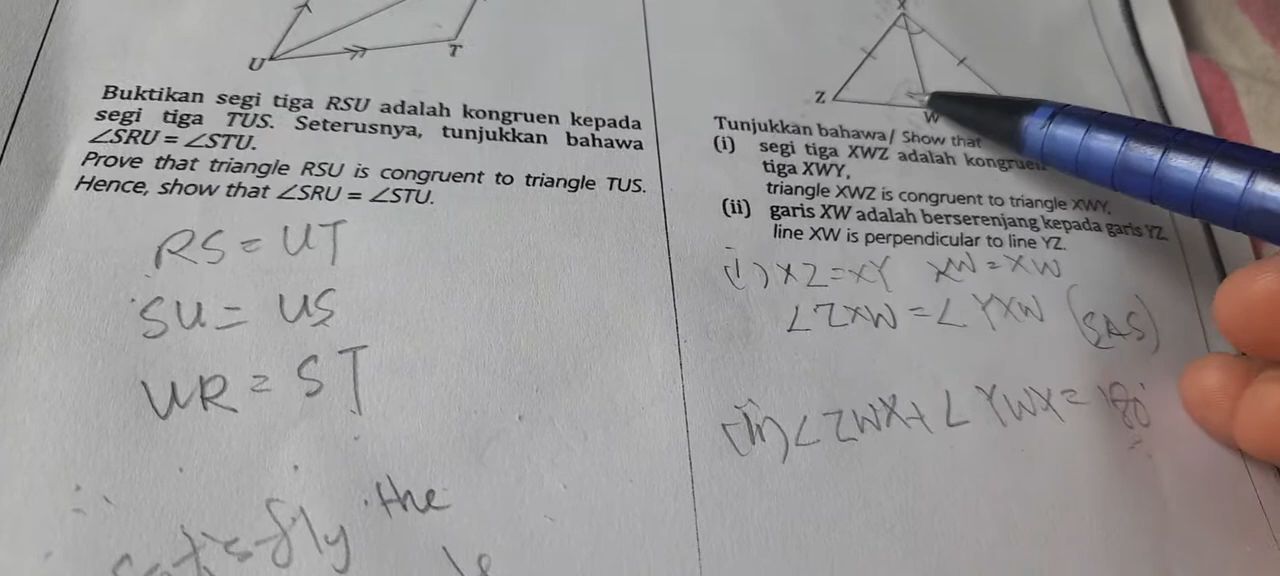 U
T
Buktikan segi tiga RSU adalah kongruen kepada
segi tiga TUS. Seterusnya, tunjukkan bahawa
∠SRU = ∠STU.
Prove that triangle RSU is congruent to triangle TUS.
Hence, show that ∠SRU = ∠STU.
RS = UT
SU = US
UR = ST
∴
satisfly the
X
Z
W
Tunjukkan bahawa/ Show that
(i) segi tiga XWZ adalah kongruen
tiga XWY,
triangle XWZ is congruent to triangle XWY.
(ii) garis XW adalah berserenjang kepada garis YZ.
line XW is perpendicular to line YZ.
(i) XZ = XY XW = XW
∠ZXW = ∠YXW (SAS)
(ii) ∠ZWX + ∠YWX = 180°